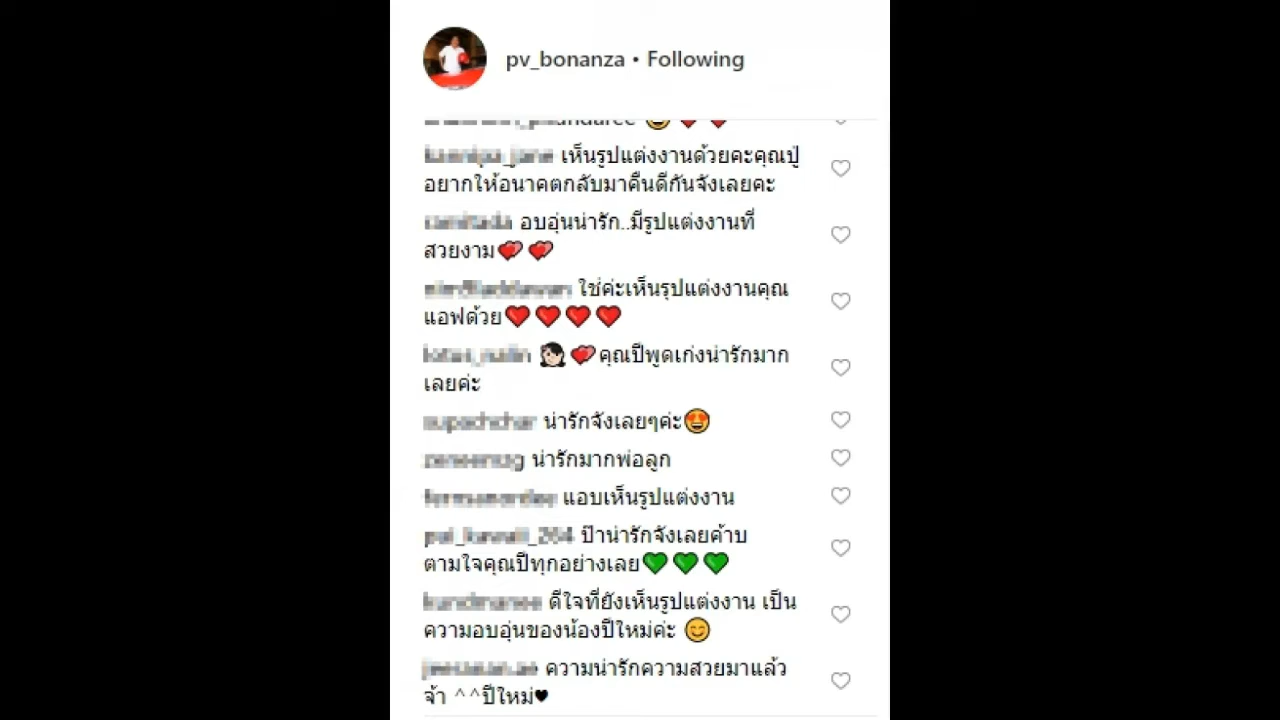 pv_bonanza • Following
เห็นรูปแต่งงานด้วยคะคุณปู่
อยากให้อนาคตกลับมาคืนดีกันจังเลยคะ
อบอุ่นน่ารัก..มีรูปแต่งงานที่
สวยงาม💕💕
ใช่ค่ะเห็นรุปแต่งงานคุณ
แอฟด้วย❤❤❤❤
💕คุณปีพูดเก่งน่ารักมาก
เลยค่ะ
น่ารักจังเลยๆค่ะ😍
น่ารักมากพ่อลูก
แอบเห็นรูปแต่งงาน
ป๊าน่ารักจังเลยค้าบ
ตามใจคุณปีทุกอย่างเลย💚💚💚
ดีใจที่ยังเห็นรูปแต่งงาน เป็น
ความอบอุ่นของน้องปีใหม่ค่ะ 😊
ความน่ารักความสวยมาแล้ว
จ้า ^^ปีใหม่♥